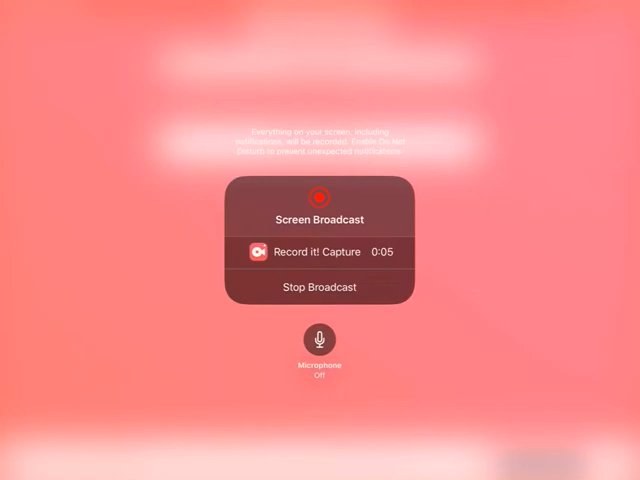 Everything on your screen, including
notifications, will be recorded. Enable Do Not
Disturb to prevent unexpected notifications.
Screen Broadcast
Record it! Capture 0:05
Stop Broadcast
Microphone
Off